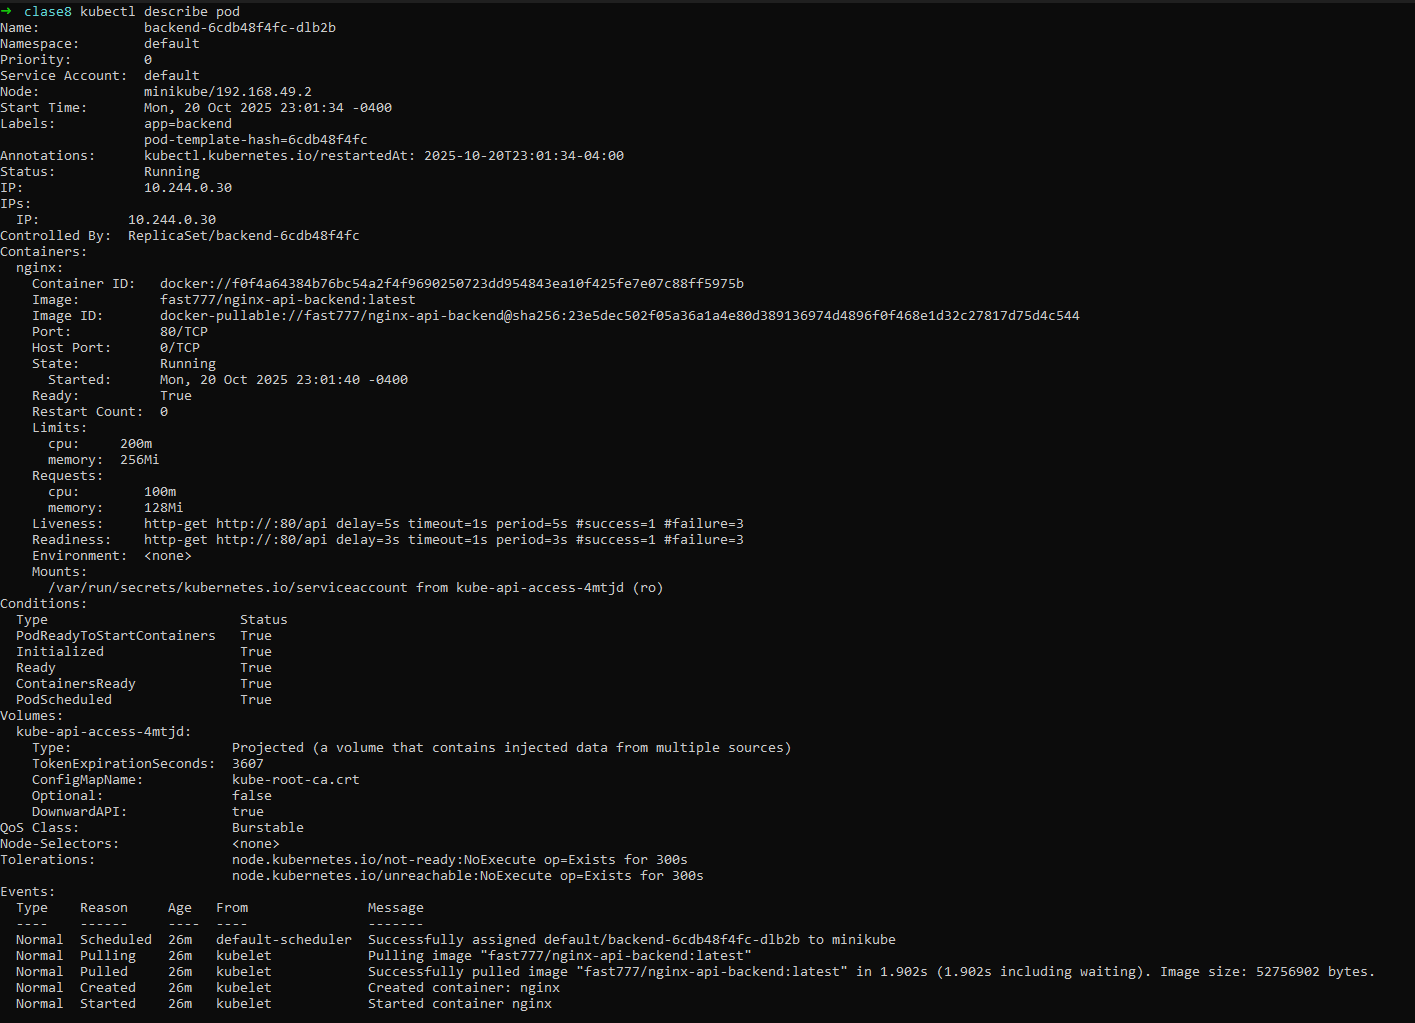 → clase8 kubectl describe pod
Name:             backend-6cdb48f4fc-dlb2b
Namespace:        default
Priority:         0
Service Account:  default
Node:             minikube/192.168.49.2
Start Time:       Mon, 20 Oct 2025 23:01:34 -0400
Labels:           app=backend
                  pod-template-hash=6cdb48f4fc
Annotations:      kubectl.kubernetes.io/restartedAt: 2025-10-20T23:01:34-04:00
Status:           Running
IP:               10.244.0.30
IPs:
  IP:           10.244.0.30
Controlled By:  ReplicaSet/backend-6cdb48f4fc
Containers:
  nginx:
    Container ID:   docker://f0f4a64384b76bc54a2f4f9690250723dd954843ea10f425fe7e07c88ff5975b
    Image:          fast777/nginx-api-backend:latest
    Image ID:       docker-pullable://fast777/nginx-api-backend@sha256:23e5dec502f05a36a1a4e80d389136974d4896f0f468e1d32c27817d75d4c544
    Port:           80/TCP
    Host Port:      0/TCP
    State:          Running
      Started:      Mon, 20 Oct 2025 23:01:40 -0400
    Ready:          True
    Restart Count:  0
    Limits:
      cpu:     200m
      memory:  256Mi
    Requests:
      cpu:        100m
      memory:     128Mi
    Liveness:     http-get http://:80/api delay=5s timeout=1s period=5s #success=1 #failure=3
    Readiness:    http-get http://:80/api delay=3s timeout=1s period=3s #success=1 #failure=3
    Environment:  <none>
    Mounts:
      /var/run/secrets/kubernetes.io/serviceaccount from kube-api-access-4mtjd (ro)
Conditions:
  Type                        Status
  PodReadyToStartContainers   True
  Initialized                 True
  Ready                       True
  ContainersReady             True
  PodScheduled                True
Volumes:
  kube-api-access-4mtjd:
    Type:                    Projected (a volume that contains injected data from multiple sources)
    TokenExpirationSeconds:  3607
    ConfigMapName:           kube-root-ca.crt
    Optional:                false
    DownwardAPI:             true
QoS Class:                   Burstable
Node-Selectors:              <none>
Tolerations:                 node.kubernetes.io/not-ready:NoExecute op=Exists for 300s
                             node.kubernetes.io/unreachable:NoExecute op=Exists for 300s
Events:
  Type    Reason     Age   From               Message
  ----    ------     ----  ----               -------
  Normal  Scheduled  26m   default-scheduler  Successfully assigned default/backend-6cdb48f4fc-dlb2b to minikube
  Normal  Pulling    26m   kubelet            Pulling image "fast777/nginx-api-backend:latest"
  Normal  Pulled     26m   kubelet            Successfully pulled image "fast777/nginx-api-backend:latest" in 1.902s (1.902s including waiting). Image size: 52756902 bytes.
  Normal  Created    26m   kubelet            Created container: nginx
  Normal  Started    26m   kubelet            Started container nginx